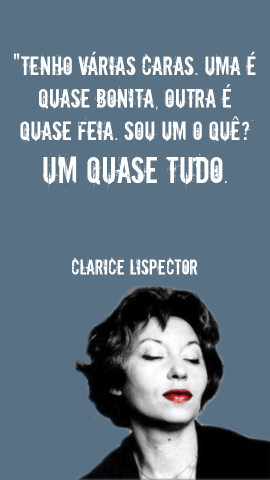 "TENHO VÁRIAS CARAS. UMA É
QUASE BONITA, OUTRA É
QUASE FEIA. SOU UM O QUÊ?
UM QUASE TUDO.
CLARICE LISPECTOR